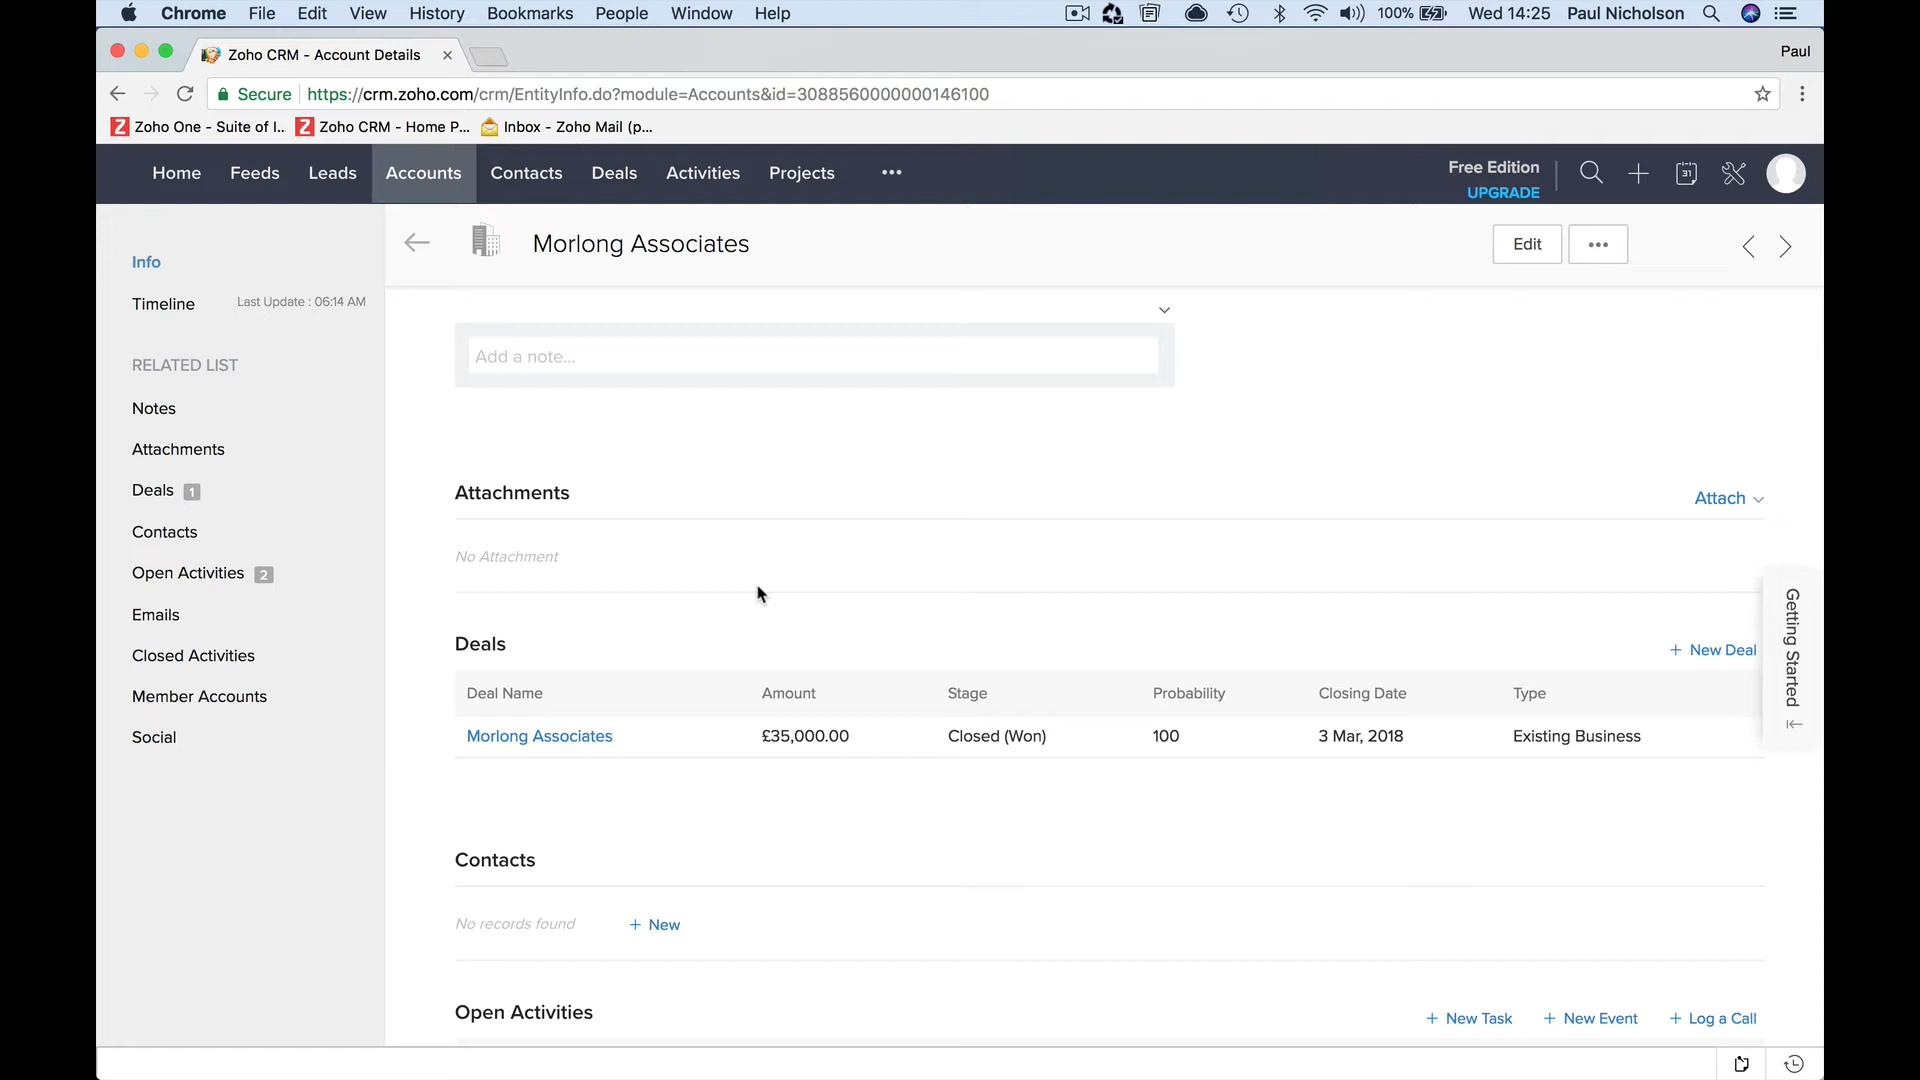 Chrome File Edit View History Bookmarks People Window Help 100% Wed 14:25 Paul Nicholson
Zoho CRM - Account Details Paul
Secure https://crm.zoho.com/crm/EntityInfo.do?module=Accounts&id=3088560000000146100
Zoho One - Suite of I... Zoho CRM - Home P... Inbox - Zoho Mail (p...
Home Feeds Leads Accounts Contacts Deals Activities Projects ••• Free Edition 31
UPGRADE
Morlong Associates Edit •••
Info
Timeline Last Update : 06:14 AM
RELATED LIST
Notes
Attachments
Deals 1
Contacts
Open Activities 2
Emails
Closed Activities
Member Accounts
Social
Add a note...
Attachments Attach
No Attachment
Deals + New Deal
Deal Name Amount Stage Probability Closing Date Type
Morlong Associates £35,000.00 Closed (Won) 100 3 Mar, 2018 Existing Business
Contacts
No records found + New
Open Activities + New Task + New Event + Log a Call
Getting Started